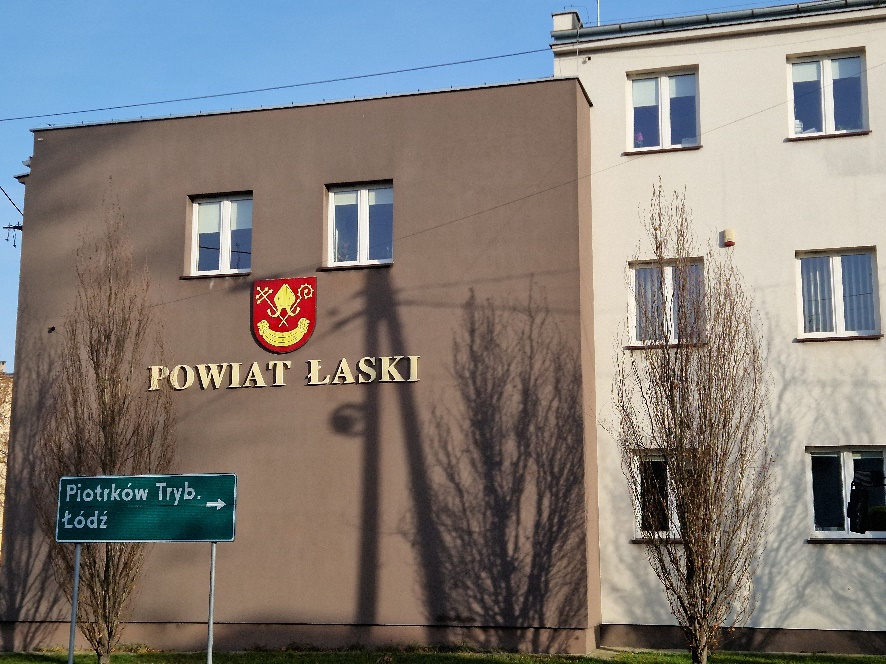 POWIAT ŁASKI
Piotrków Tryb.
Łódź